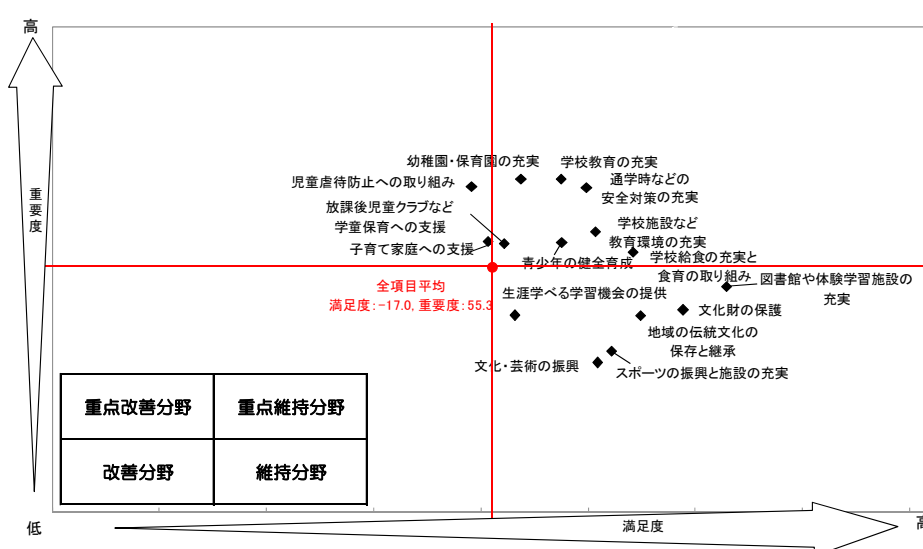 高
重要度
低
幼稚園・保育園の充実
学校教育の充実
児童虐待防止への取り組み
通学時などの
安全対策の充実
放課後児童クラブなど
学童保育への支援
子育て家庭への支援
学校施設など
教育環境の充実
青少年の健全育成
学校給食の充実と
食育の取り組み
図書館や体験学習施設の
充実
全項目平均
満足度:-17.0, 重要度:55.3
生涯学べる学習機会の提供
文化財の保護
地域の伝統文化の
保存と継承
文化・芸術の振興
スポーツの振興と施設の充実
重点改善分野
重点維持分野
改善分野
維持分野
満足度
高